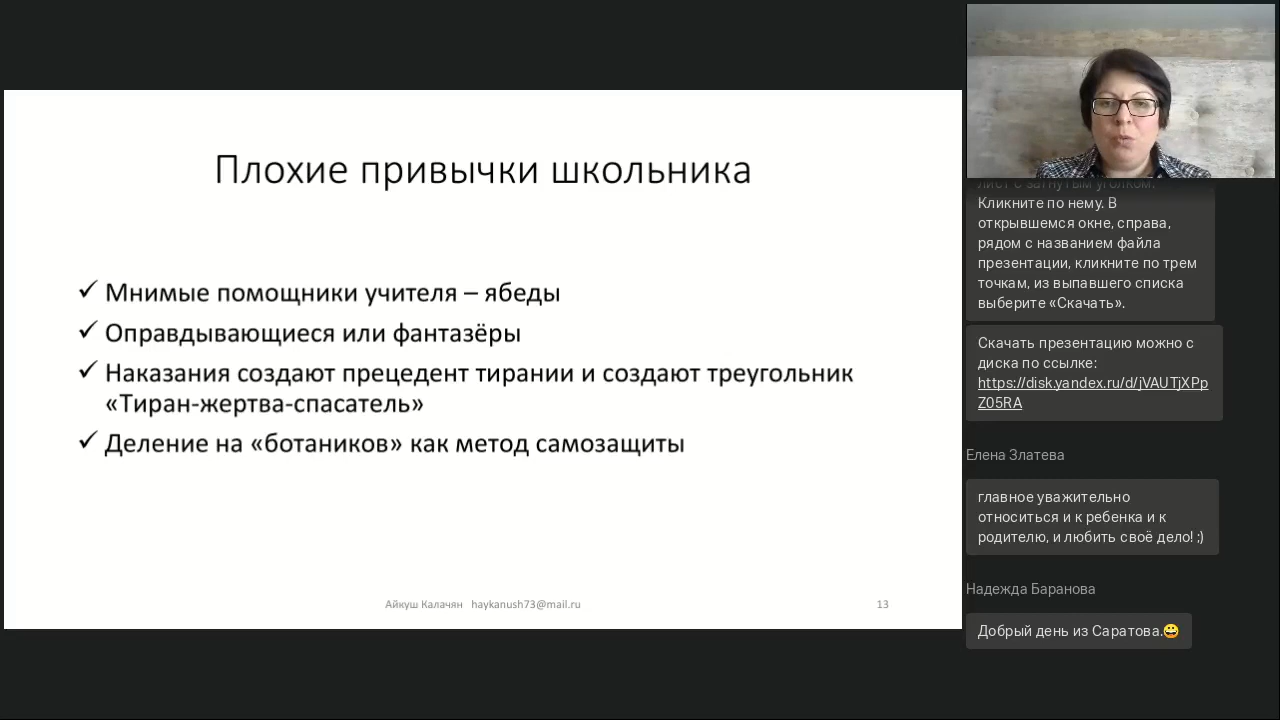 Плохие привычки школьника
✓ Мнимые помощники учителя – ябеды
✓ Оправдывающиеся или фантазёры
✓ Наказания создают прецедент тирании и создают треугольник
«Тиран-жертва-спасатель»
✓ Деление на «ботаников» как метод самозащиты
Айкуш Калачян haykanush73@mail.ru
13
лист с загнутым уголком.
Кликните по нему. В
открывшемся окне, справа,
рядом с названием файла
презентации, кликните по трем
точкам, из выпавшего списка
выберите «Скачать».
Скачать презентацию можно с
диска по ссылке:
https://disk.yandex.ru/d/jVAUTjXPp
Z05RA
Елена Златева
главное уважительно
относиться и к ребенка и к
родителю, и любить своё дело! ;)
Надежда Баранова
Добрый день из Саратова.😀